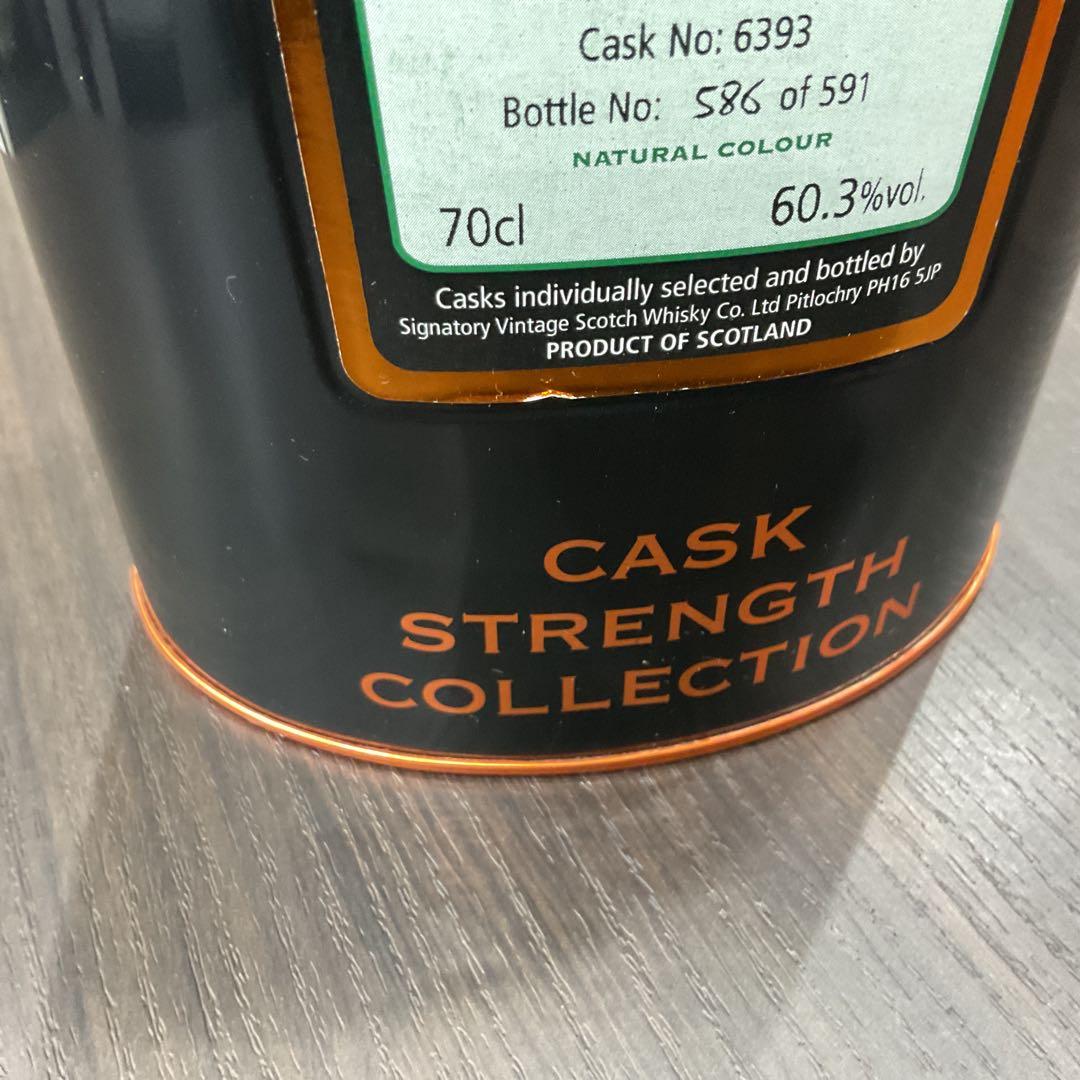 Cask No: 6393
Bottle No: 586 of 591
NATURAL COLOUR
70cl 60.3%vol.
Casks individually selected and bottled by
Signatory Vintage Scotch Whisky Co. Ltd Pitlochry PH16 5JP
PRODUCT OF SCOTLAND
CASK
STRENGTH
COLLECTION